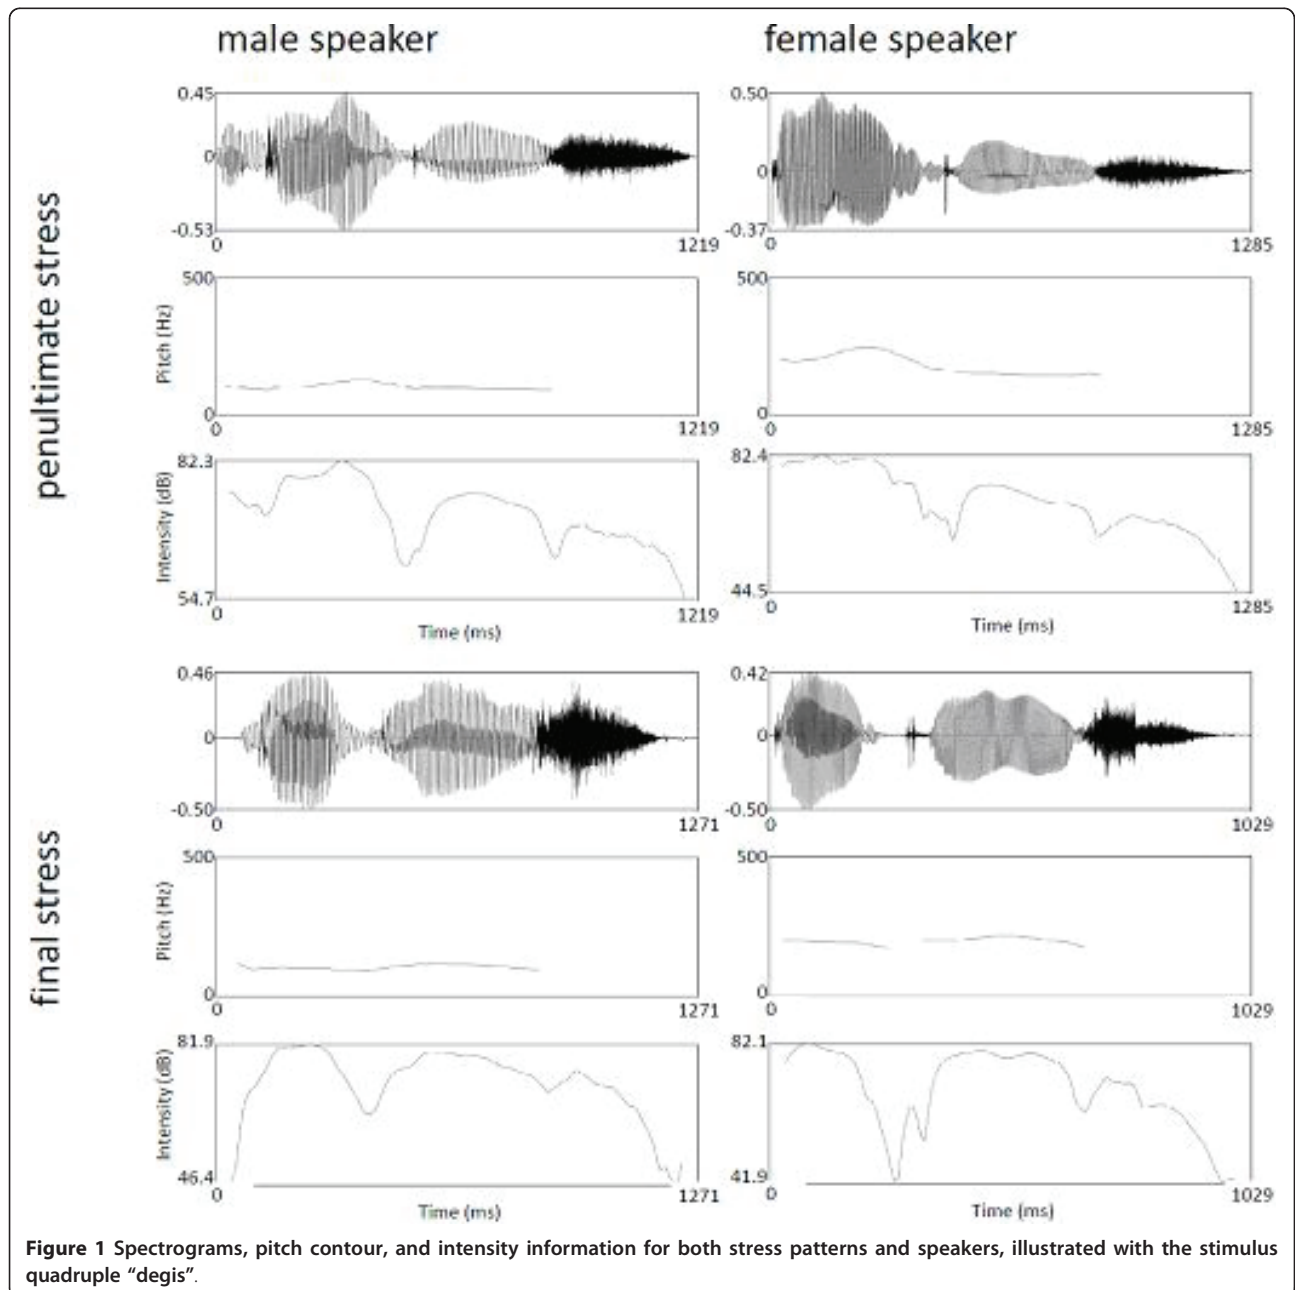 male speaker female speaker
penultimate stress
0.45 0.50
0 0
-0.53 -0.37
0 1219 0 1285
500 500
Pitch (Hz)
0 0
0 1219 0 1285
82.3 82.4
Intensity (dB)
54.7 44.5
0 1219 0 1285
Time (ms) Time (ms)
final stress
0.46 0.42
0 0
-0.50 -0.50
0 1271 0 1029
500 500
Pitch (Hz)
0 0
0 1271 0 1029
81.9 82.1
Intensity (dB)
46.4 41.9
0 1271 0 1029
Time (ms) Time (ms)
Figure 1 Spectrograms, pitch contour, and intensity information for both stress patterns and speakers, illustrated with the stimulus
quadruple “degis”.